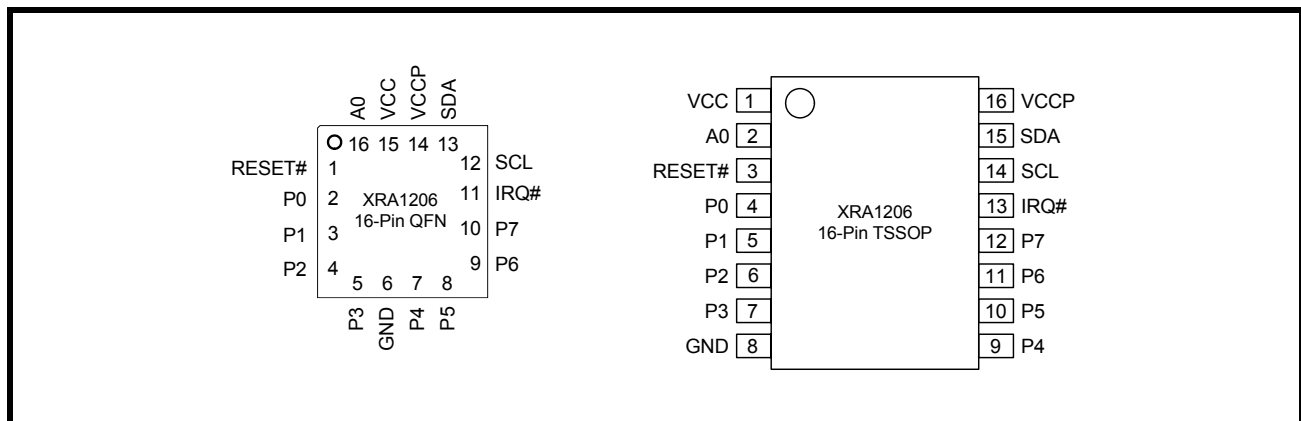 A0 VCC VCCP SDA
16 15 14 13
RESET# 1
P0 2
P1 3
P2 4
XRA1206
16-Pin QFN
12 SCL
11 IRQ#
10 P7
9 P6
5 6 7 8
P3 GND P4 P5
VCC 1
A0 2
RESET# 3
P0 4
P1 5
P2 6
P3 7
GND 8
XRA1206
16-Pin TSSOP
16 VCCP
15 SDA
14 SCL
13 IRQ#
12 P7
11 P6
10 P5
9 P4